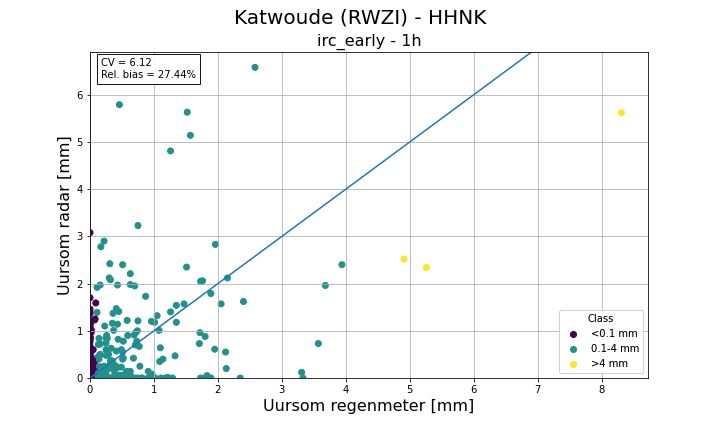 Katwoude (RWZI) - HHNK
irc_early - 1h
CV = 6.12
Rel. bias = 27.44%
Uursom radar [mm]
6
5
4
3
2
1
0
Class
<0.1 mm
0.1-4 mm
>4 mm
0 1 2 3 4 5 6 7 8
Uursom regenmeter [mm]